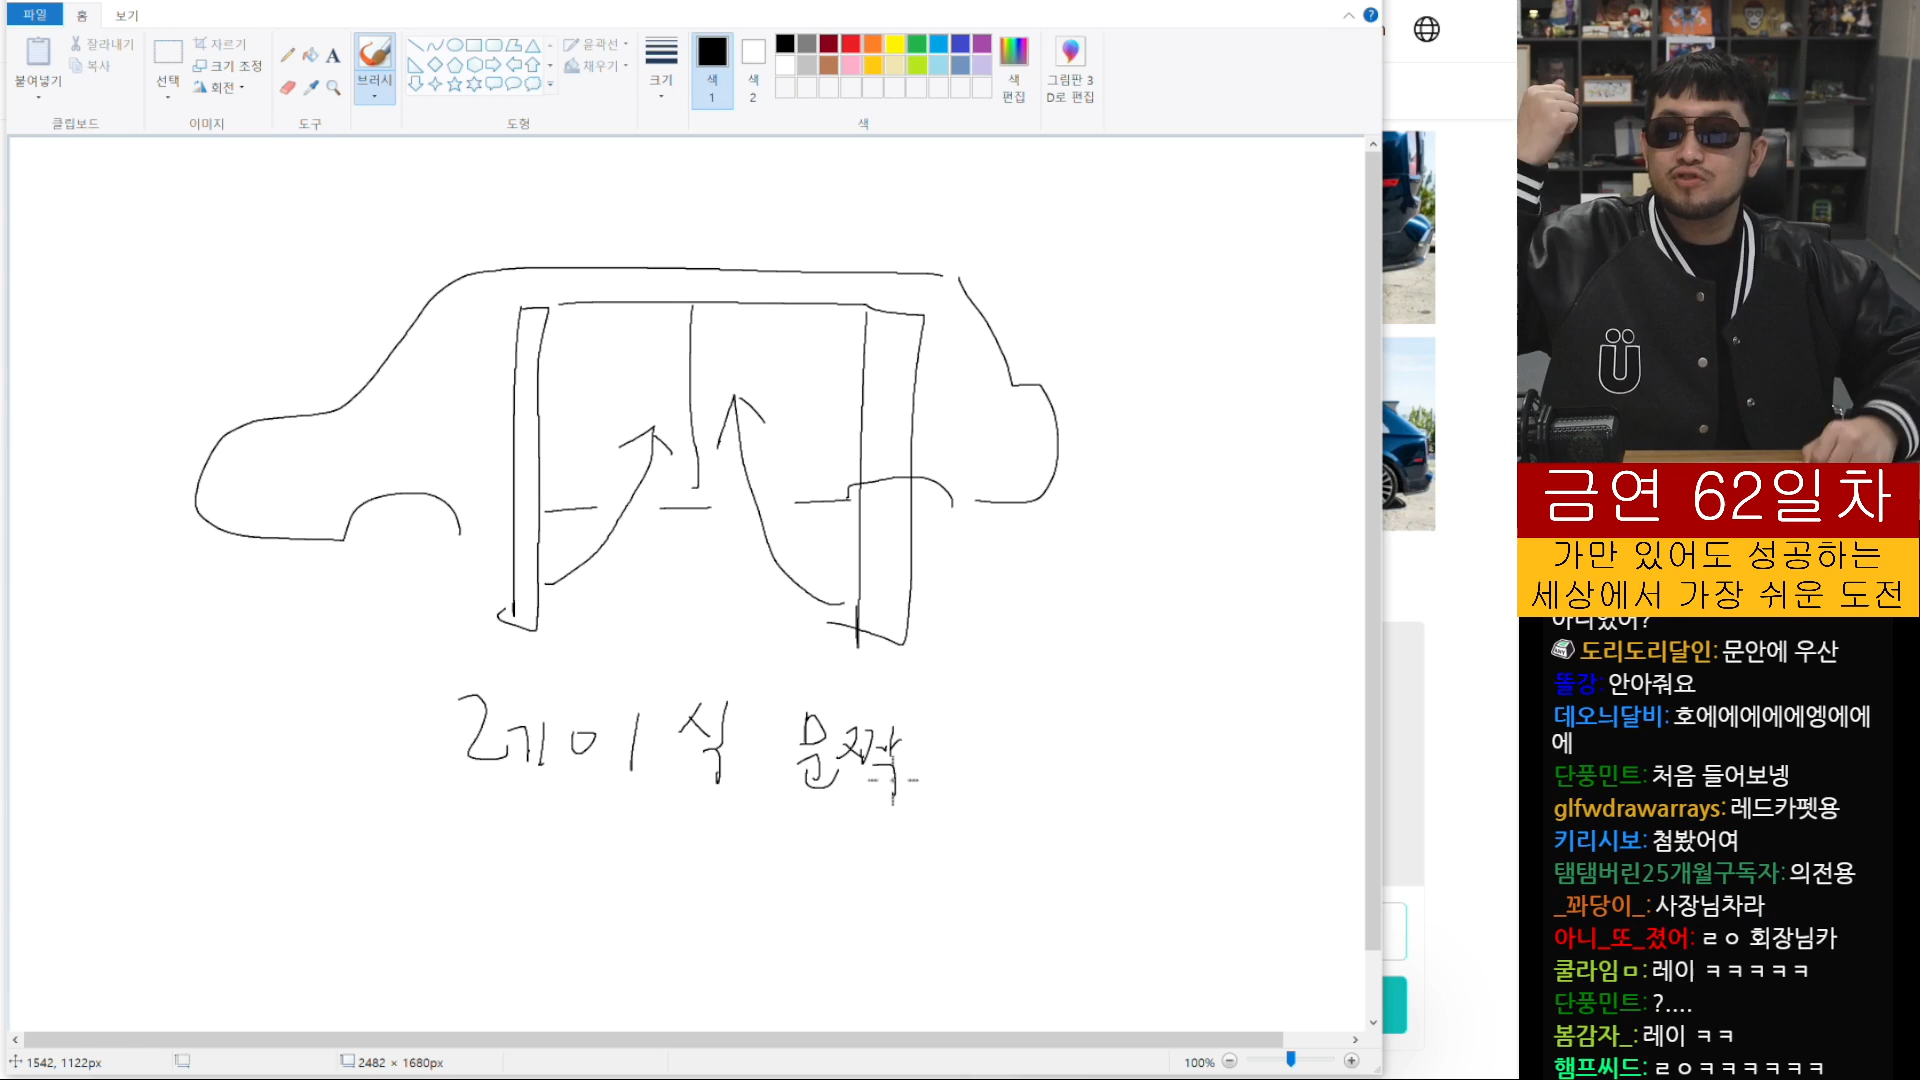 파일 홈 보기
붙여넣기
잘라내기
복사
클립보드
선택
자르기
크기 조정
회전
이미지
A
도구
브러시
윤곽선
채우기
도형
크기
색
1
색
2
색
편집
그림판 3
D로 편집
색
레이식 문짝
Ü
금연 62일차
가만 있어도 성공하는
세상에서 가장 쉬운 도전
아니있어?
도리도리달인: 문안에 우산
똘강: 안아줘요
데오늬달비: 호에에에에에엥에에
에
단풍민트: 처음 들어보넹
glfwdrawarrays: 레드카펫용
키리시보: 첨봤어여
탬탬버린25개월구독자: 의전용
_꽈당이_: 사장님차라
아니_또_졌어: ㄹㅇ 회장님카
쿨라임ㅁ: 레이 ㅋㅋㅋㅋㅋ
단풍민트: ?....
봄감자_: 레이 ㅋㅋ
햄프씨드: ㄹㅇㅋㅋㅋㅋㅋㅋ
1542, 1122px
2482 × 1680px
100%